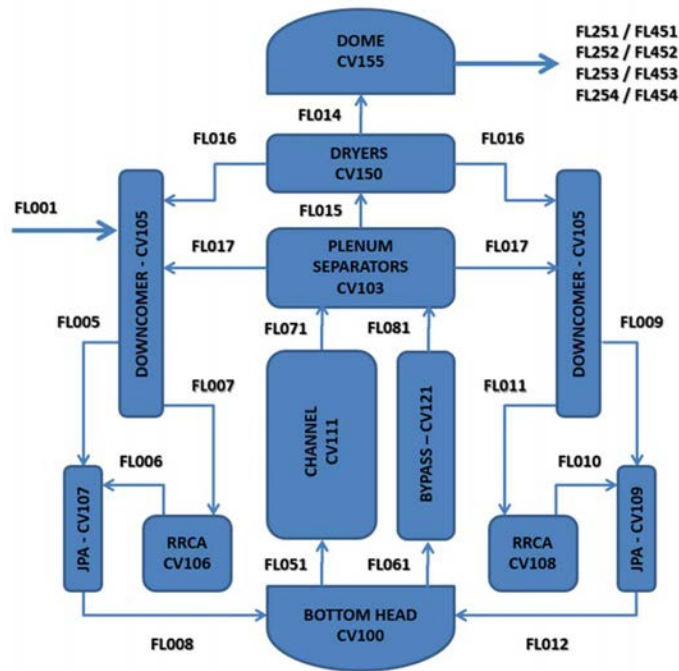 DOME
CV155
FL251 / FL451
FL252 / FL452
FL253 / FL453
FL254 / FL454
FL014
FL016
FL016
DRYERS
CV150
FL001
FL015
DOWNCOMER - CV105
FL017
PLENUM
SEPARATORS
CV103
FL017
DOWNCOMER - CV105
FL005
FL071
FL081
FL009
FL007
FL011
CHANNEL
CV111
BYPASS – CV121
FL006
FL010
JPA - CV107
RRCA
CV106
RRCA
CV108
JPA - CV109
FL051
FL061
BOTTOM HEAD
CV100
FL008
FL012